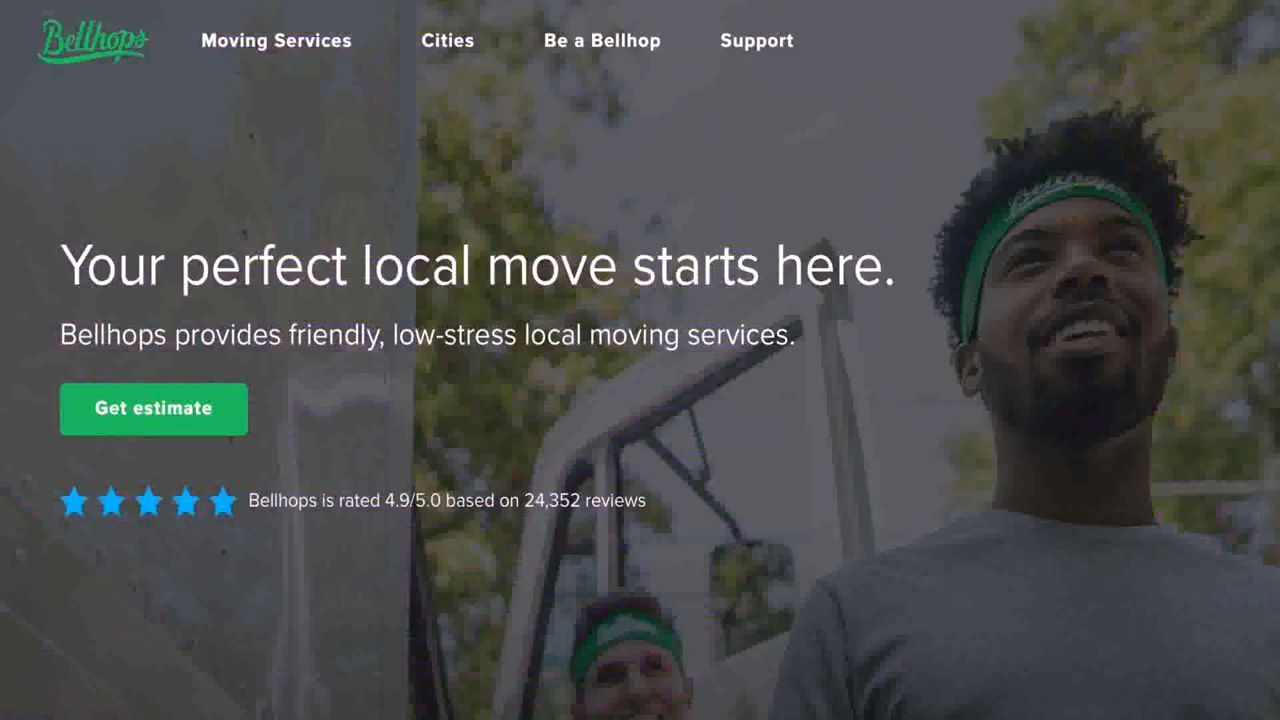 Bellhops
Moving Services
Cities
Be a Bellhop
Support
Bellhops
Your perfect local move starts here.
Bellhops provides friendly, low-stress local moving services.
Get estimate
Bellhops is rated 4.9/5.0 based on 24,352 reviews